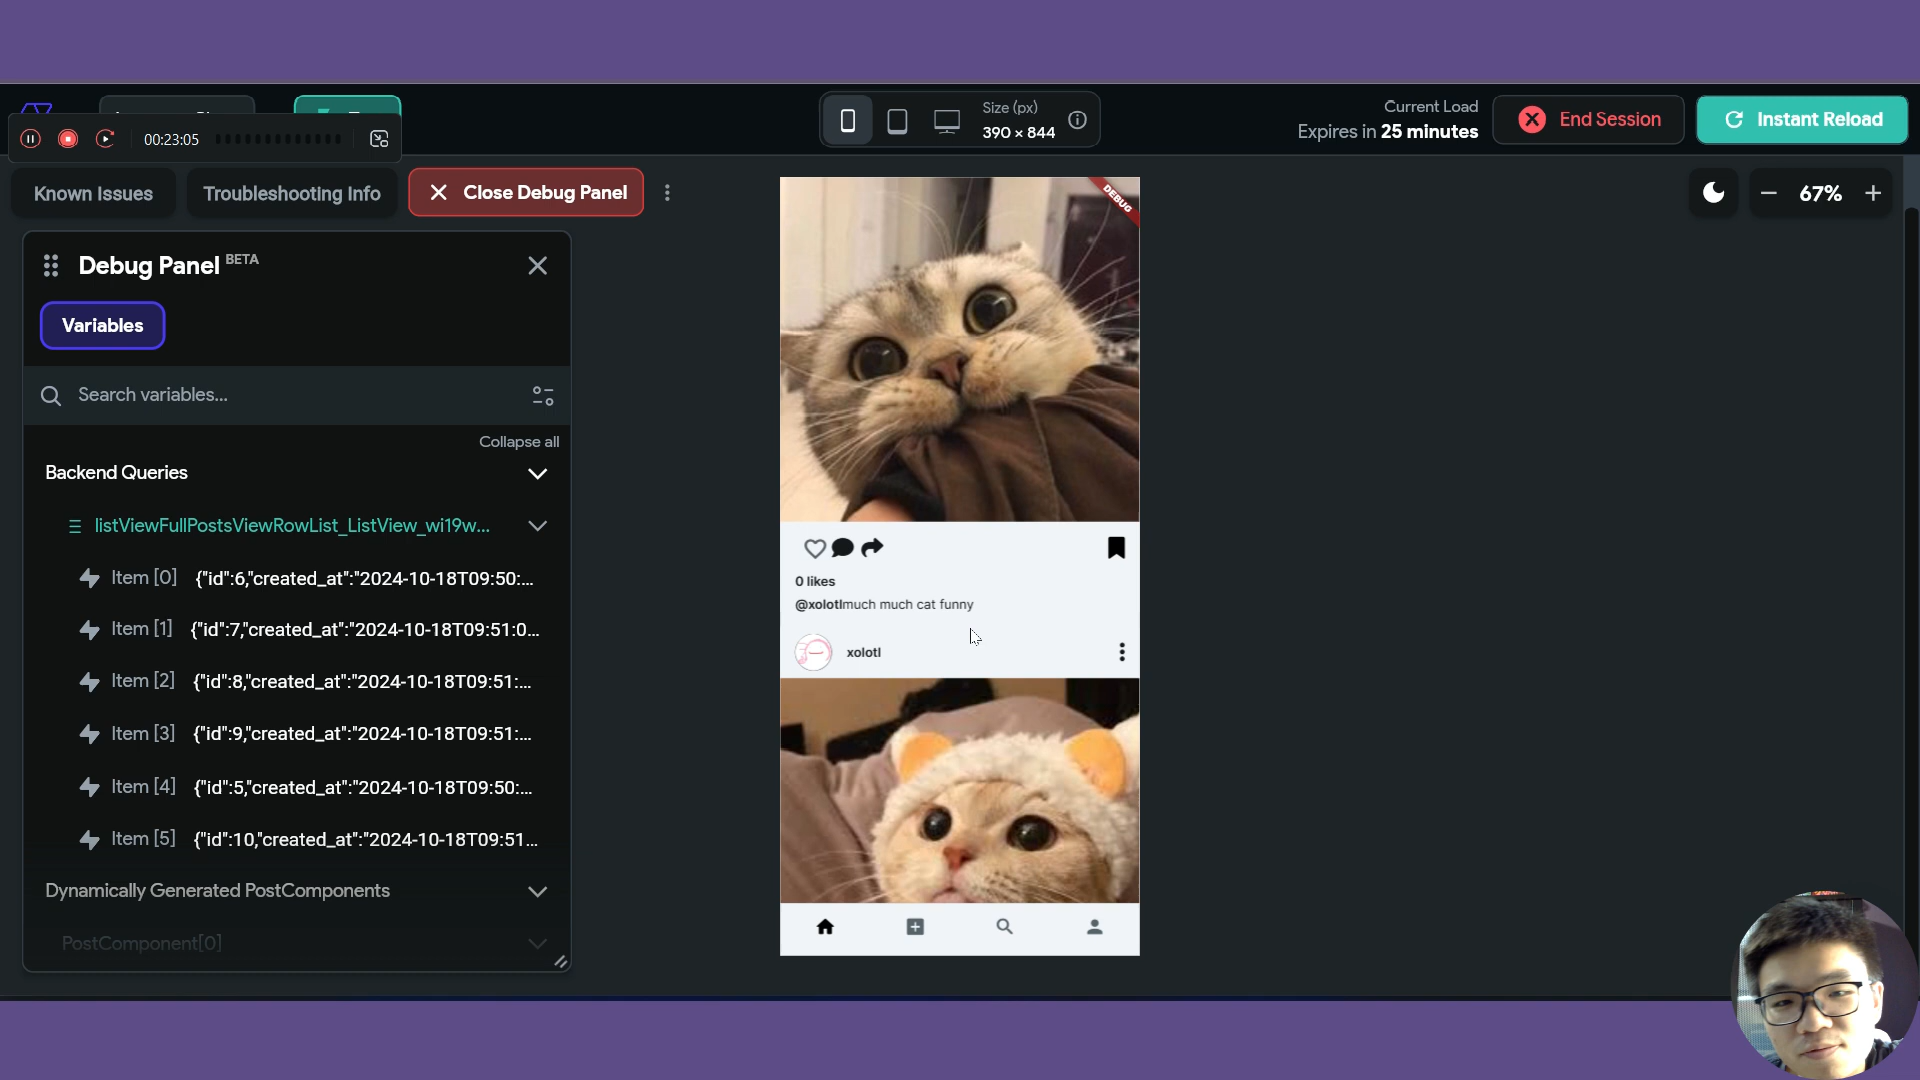 Size (px)
390 × 844
Current Load
Expires in 25 minutes
End Session
Instant Reload
00:23:05
Known Issues
Troubleshooting Info
Close Debug Panel
67%
Debug Panel BETA
Variables
Search variables...
Collapse all
Backend Queries
listViewFullPostsViewRowList_ListView_wi19w...
Item [0] {"id":6,"created_at":"2024-10-18T09:50:...
Item [1] {"id":7,"created_at":"2024-10-18T09:51:0...
Item [2] {"id":8,"created_at":"2024-10-18T09:51:...
Item [3] {"id":9,"created_at":"2024-10-18T09:51:...
Item [4] {"id":5,"created_at":"2024-10-18T09:50:...
Item [5] {"id":10,"created_at":"2024-10-18T09:51...
Dynamically Generated PostComponents
PostComponent[0]
DEBUG
0 likes
@xolotlmuch much cat funny
xolotl